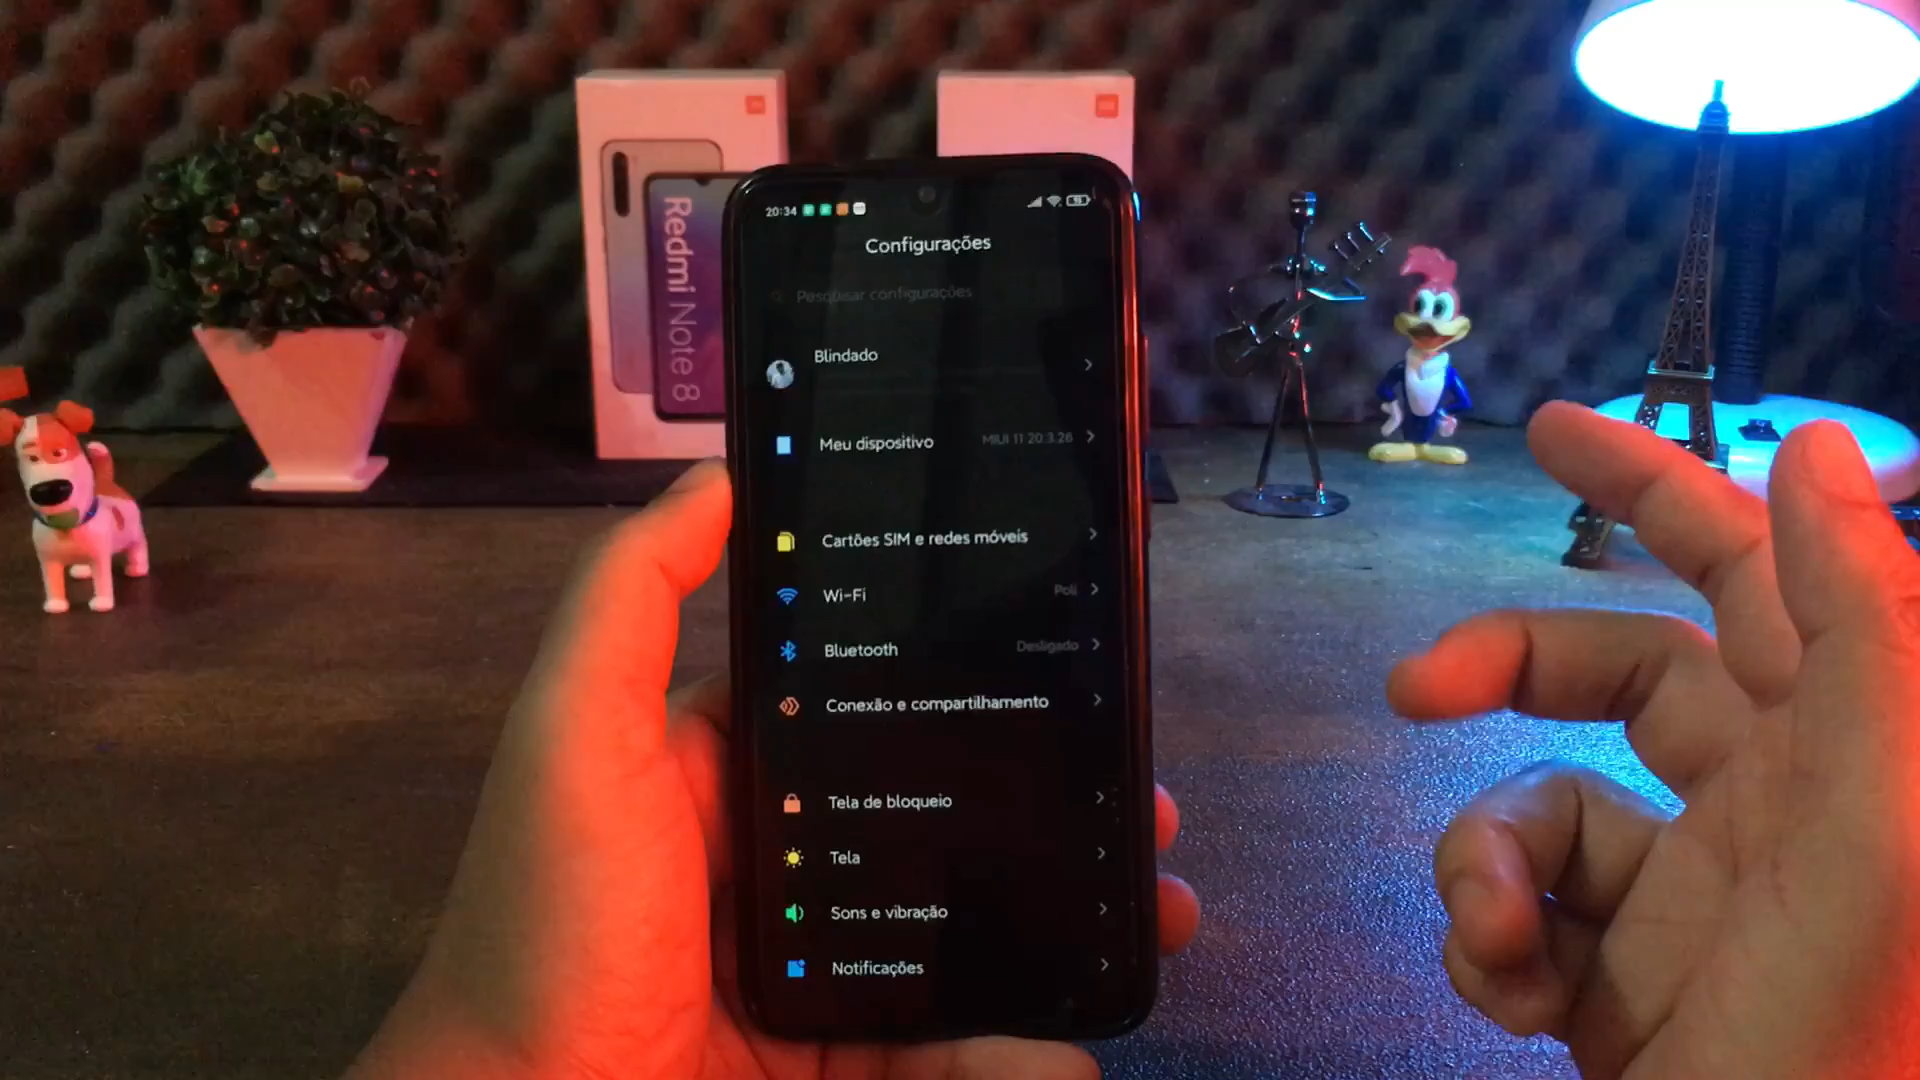 Redmi Note 8
20:34
Configurações
Pesquisar configurações
Blindado
Meu dispositivo MIUI 11 20.3.26
Cartões SIM e redes móveis
Wi-Fi Poli
Bluetooth Desligado
Conexão e compartilhamento
Tela de bloqueio
Tela
Sons e vibração
Notificações